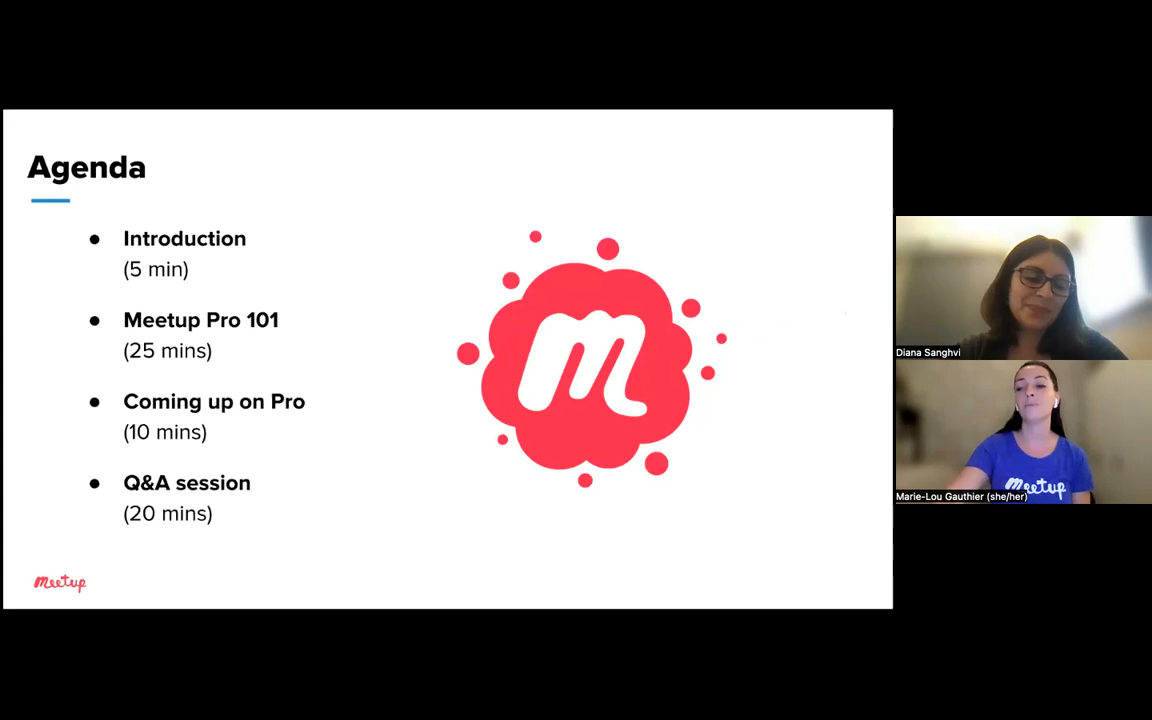 Agenda
● Introduction
(5 min)
● Meetup Pro 101
(25 mins)
● Coming up on Pro
(10 mins)
● Q&A session
(20 mins)
meetup
m
Diana Sanghvi
meetup
Marie-Lou Gauthier (she/her)